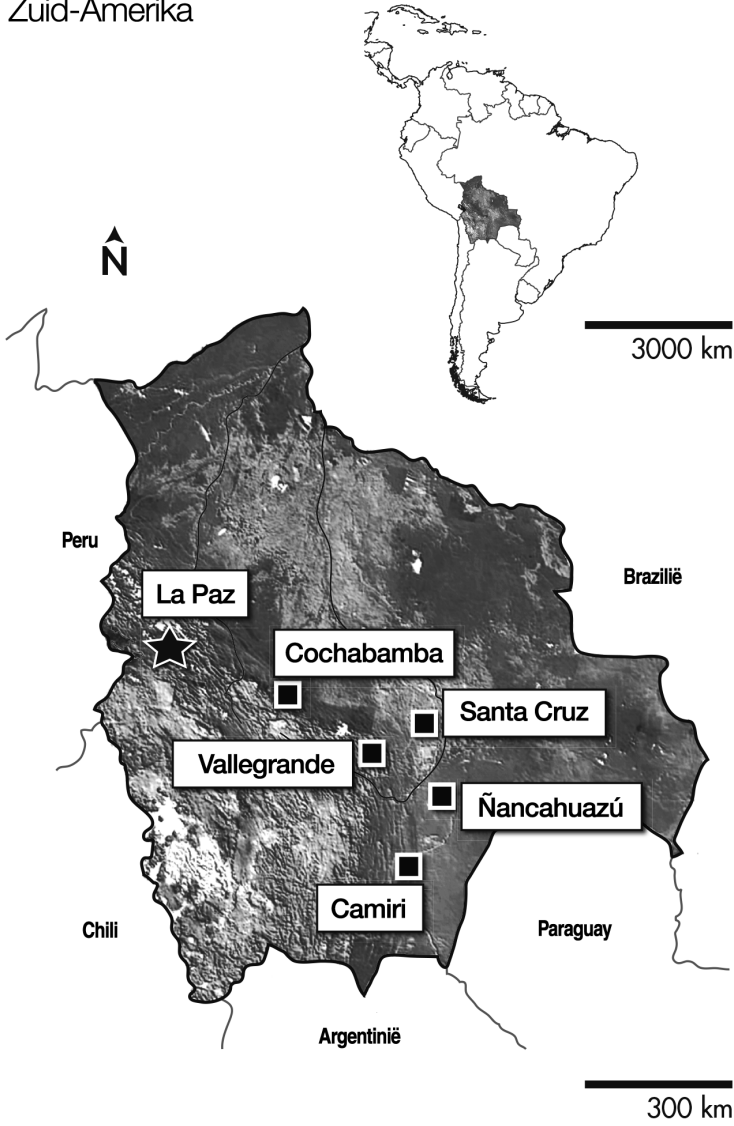 Zuid-Amerika
N
3000 km
Peru
Brazilië
La Paz
Cochabamba
Santa Cruz
Vallegrande
Ñancahuazú
Camiri
Chili
Paraguay
Argentinië
300 km